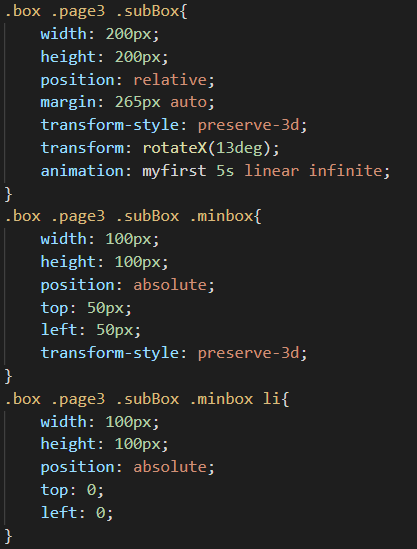 .box .page3 .subBox{
    width: 200px;
    height: 200px;
    position: relative;
    margin: 265px auto;
    transform-style: preserve-3d;
    transform: rotateX(13deg);
    animation: myfirst 5s linear infinite;
}
.box .page3 .subBox .minbox{
    width: 100px;
    height: 100px;
    position: absolute;
    top: 50px;
    left: 50px;
    transform-style: preserve-3d;
}
.box .page3 .subBox .minbox li{
    width: 100px;
    height: 100px;
    position: absolute;
    top: 0;
    left: 0;
}